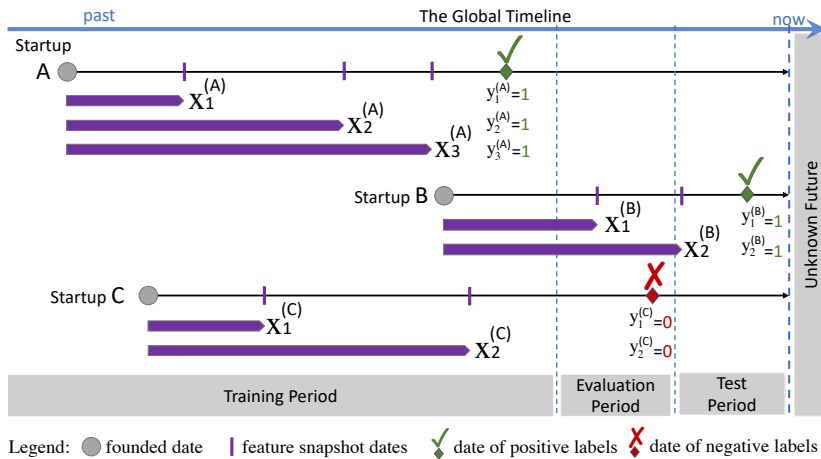 past The Global Timeline now
Startup
A
X1(A)
y1(A)=1
X2(A)
y2(A)=1
X3(A)
y3(A)=1
Startup B
X1(B)
y1(B)=1
X2(B)
y2(B)=1
Startup C
X1(C)
y1(C)=0
X2(C)
y2(C)=0
Unknown Future
Training Period
Evaluation Period
Test Period
Legend: founded date feature snapshot dates date of positive labels date of negative labels